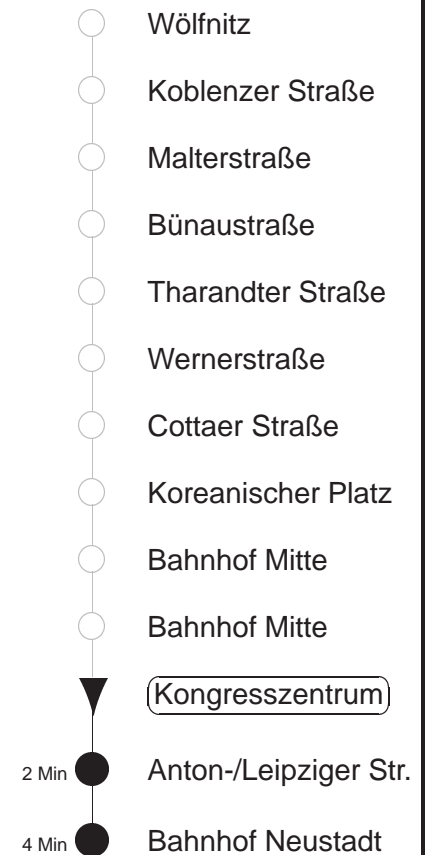 Wölfnitz
Koblenzer Straße
Malterstraße
Bünaustraße
Tharandter Straße
Wernerstraße
Cottaer Straße
Koreanischer Platz
Bahnhof Mitte
Bahnhof Mitte
Kongresszentrum
2 Min Anton-/Leipziger Str.
4 Min Bahnhof Neustadt